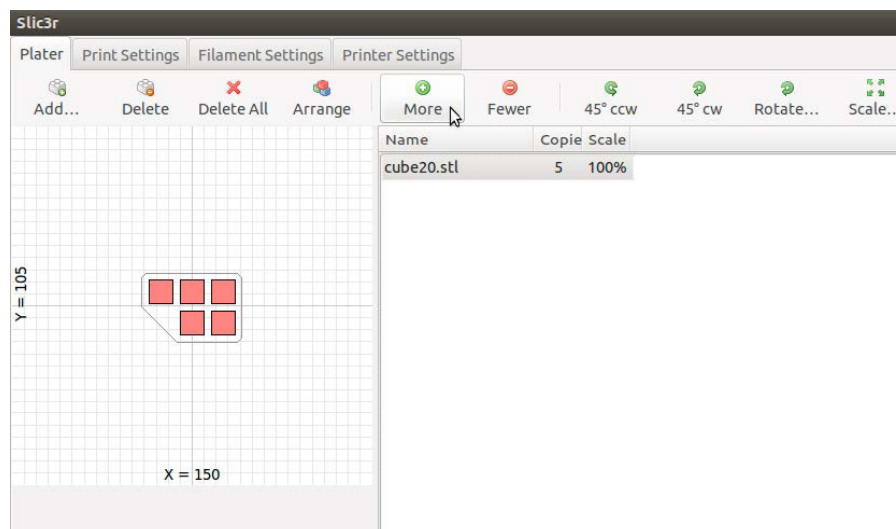 Slic3r
Plater Print Settings Filament Settings Printer Settings
Add... Delete Delete All Arrange More Fewer 45° ccw 45° cw Rotate... Scale..
Name Copie Scale
cube20.stl 5 100%
Y = 105
X = 150